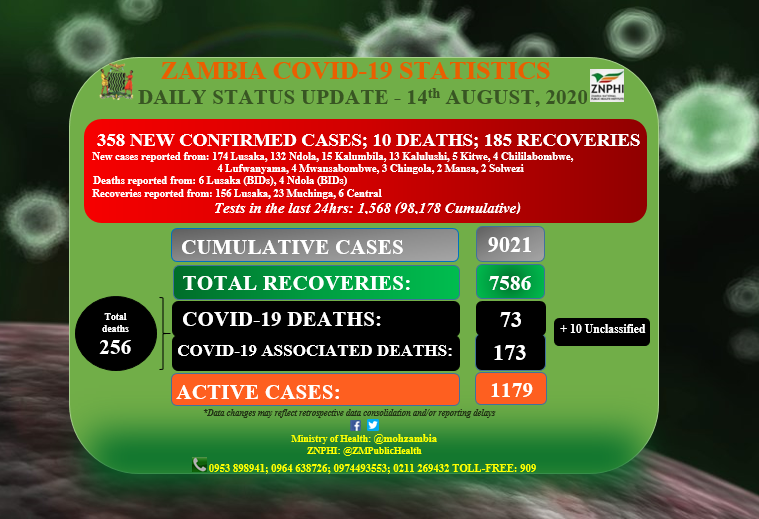 ZAMBIA COVID-19 STATISTICS
DAILY STATUS UPDATE - 14th AUGUST, 2020
ZNPHI
358 NEW CONFIRMED CASES; 10 DEATHS; 185 RECOVERIES
New cases reported from: 174 Lusaka, 132 Ndola, 15 Kalumbila, 13 Kalulushi, 5 Kitwe, 4 Chililabombwe,
4 Lufwanyama, 4 Mwansabombwe, 3 Chingola, 2 Mansa, 2 Solwezi
Deaths reported from: 6 Lusaka (BIDs), 4 Ndola (BIDs)
Recoveries reported from: 156 Lusaka, 23 Muchinga, 6 Central
Tests in the last 24hrs: 1,568 (98,178 Cumulative)
CUMULATIVE CASES 9021
TOTAL RECOVERIES: 7586
Total
deaths
256
COVID-19 DEATHS: 73
COVID-19 ASSOCIATED DEATHS: 173
+ 10 Unclassified
ACTIVE CASES: 1179
*Data changes may reflect retrospective data consolidation and/or reporting delays
Ministry of Health: @mohzambia
ZNPHI: @ZMPublicHealth
0953 898941; 0964 638726; 0974493553; 0211 269432 TOLL-FREE: 909